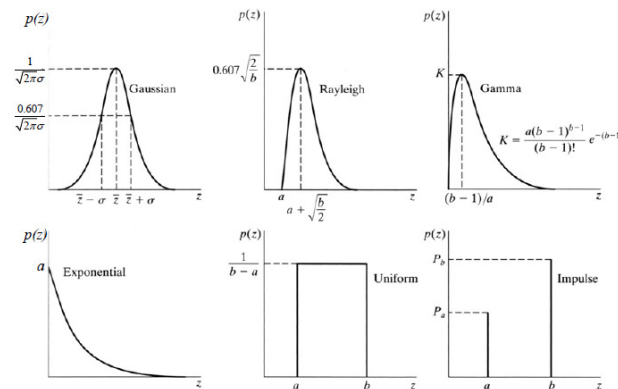 p(z)
1/√2πσ
0.607/√2πσ
Gaussian
z̄ − σ z̄ z̄ + σ z
p(z)
0.607√2/b
Rayleigh
a
a + √b/2
z
p(z)
K
Gamma
K = a(b − 1)^{b−1}/(b − 1)! e^{−(b−1
(b − 1)/a
z
p(z)
a
Exponential
z
p(z)
1/b − a
Uniform
a b z
p(z)
P_b
Impulse
P_a
a b z